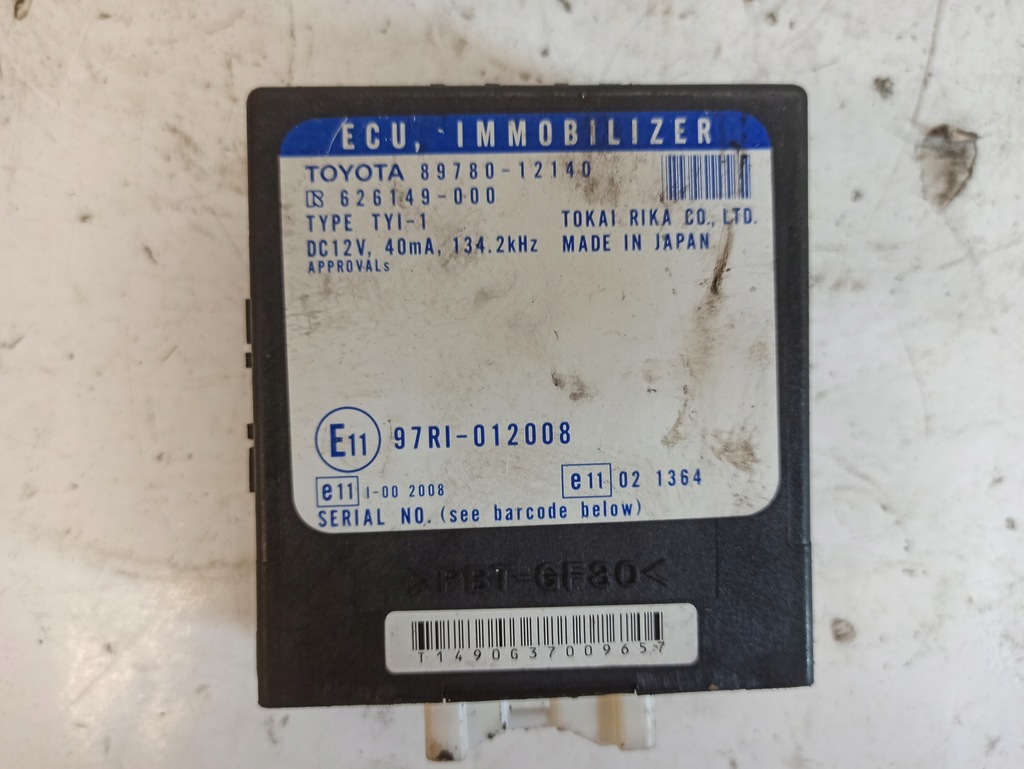 ECU, IMMOBILIZER
TOYOTA 89780-12140
626149-000
TYPE TYI-1 TOKAI RIKA CO., LTD.
DC12V, 40mA, 134.2kHz MADE IN JAPAN
APPROVALs
E11 97RI-012008
e11 I-00 2008 e11 02 1364
SERIAL NO. (see barcode below)
>PBT-GF30<
T1490G37009657